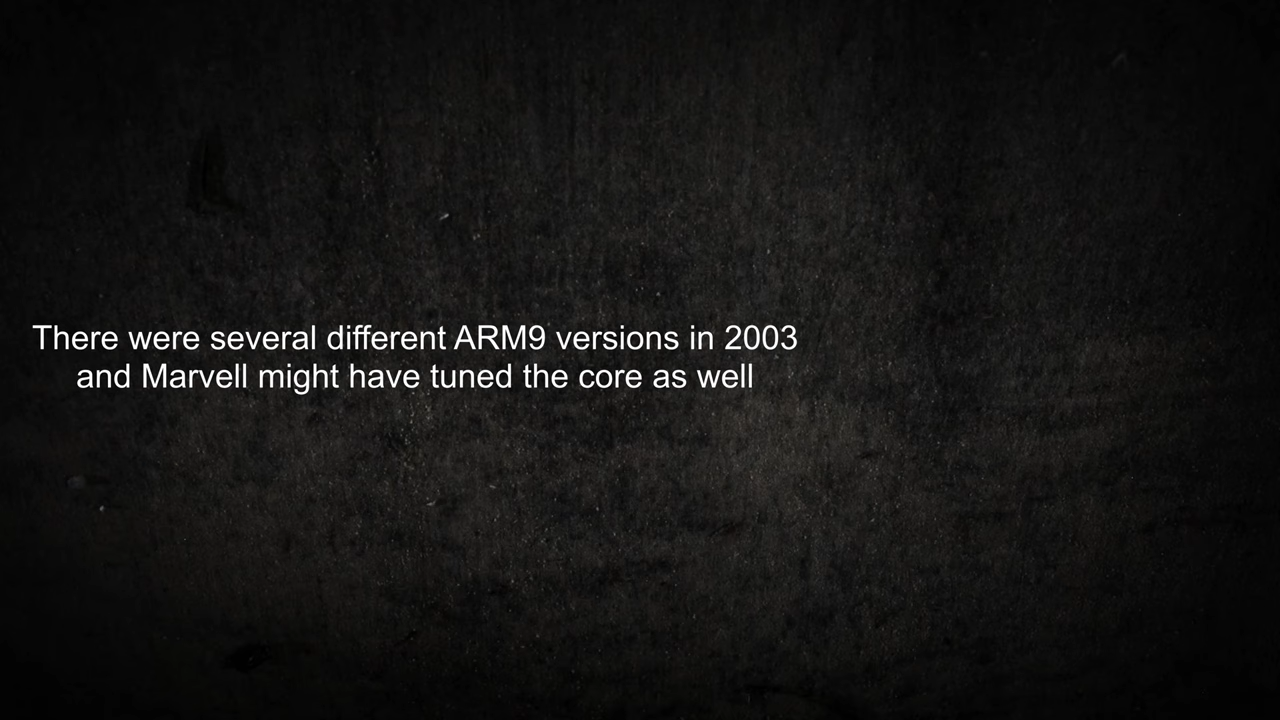 There were several different ARM9 versions in 2003
and Marvell might have tuned the core as well